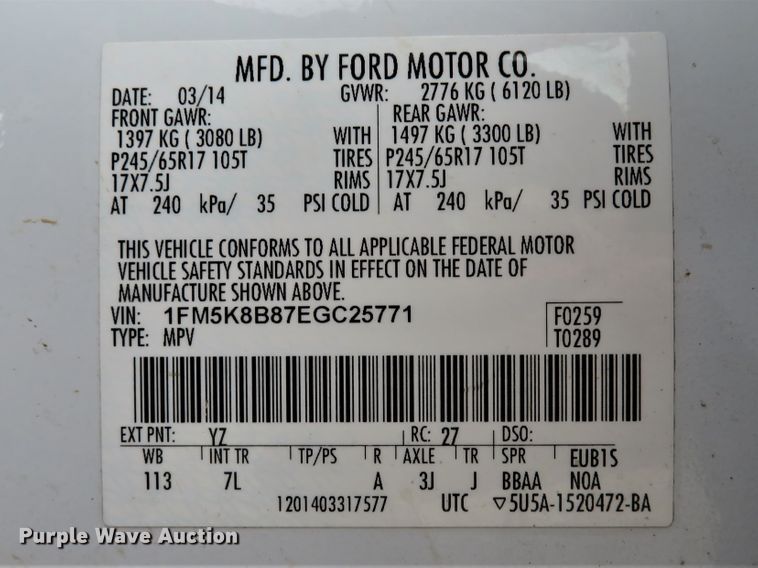 MFD. BY FORD MOTOR CO.
DATE: 03/14 GVWR: 2776 KG ( 6120 LB)
FRONT GAWR: REAR GAWR:
1397 KG ( 3080 LB) WITH 1497 KG ( 3300 LB) WITH
P245/65R17 105T TIRES P245/65R17 105T TIRES
17X7.5J RIMS 17X7.5J RIMS
AT 240 kPa/ 35 PSI COLD AT 240 kPa/ 35 PSI COLD
THIS VEHICLE CONFORMS TO ALL APPLICABLE FEDERAL MOTOR
VEHICLE SAFETY STANDARDS IN EFFECT ON THE DATE OF
MANUFACTURE SHOWN ABOVE.
VIN: 1FM5K8B87EGC25771 F0259
TYPE: MPV T0289
EXT PNT: YZ RC: 27 DSO:
WB INT TR TP/PS R AXLE TR SPR EUB1S
113 7L A 3J J BBAA NOA
1201403317577 UTC ▽5U5A-1520472-BA
Purple Wave Auction